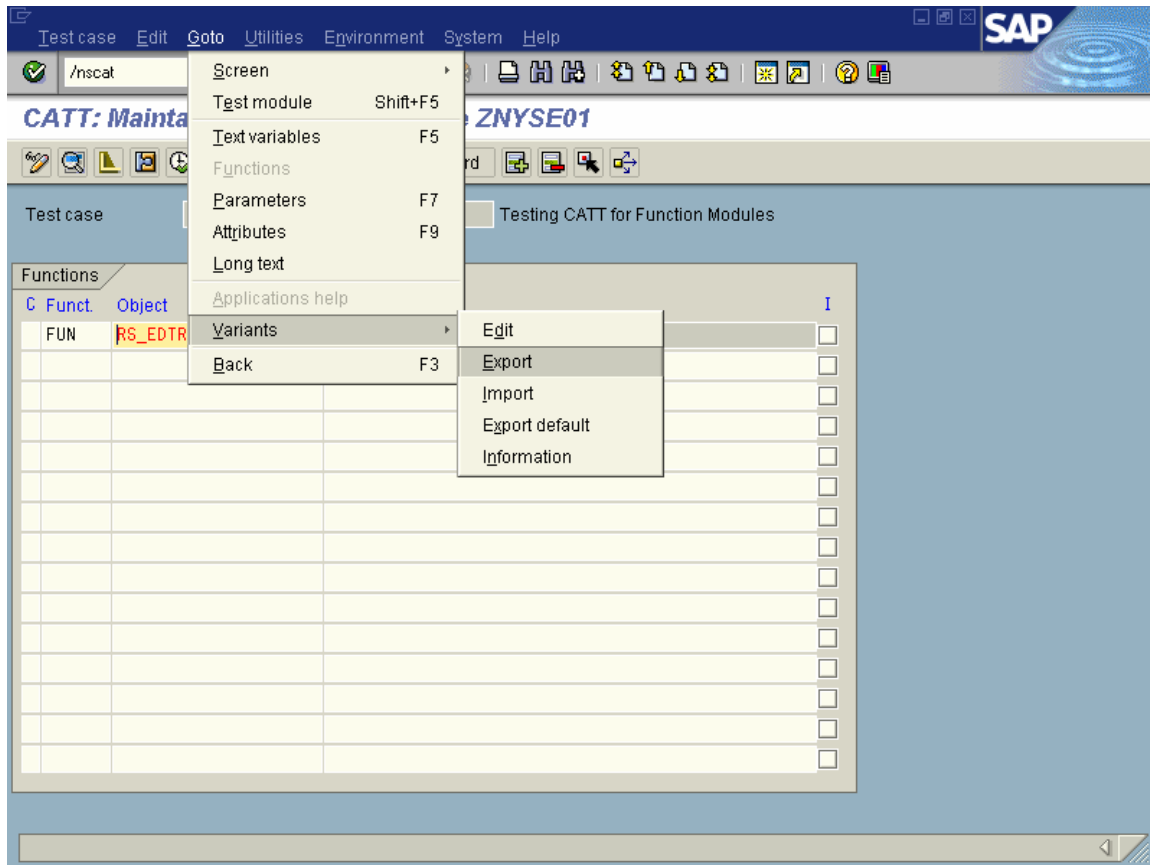 Test case Edit Goto Utilities Environment System Help
SAP
/nscat
CATT: Mainta
ZNYSE01
rd
Test case
Testing CATT for Function Modules
Functions
C Funct. Object
I
FUN RS_EDTR
Screen
Test module Shift+F5
Text variables F5
Functions
Parameters F7
Attributes F9
Long text
Applications help
Variants
Back F3
Edit
Export
Import
Export default
Information